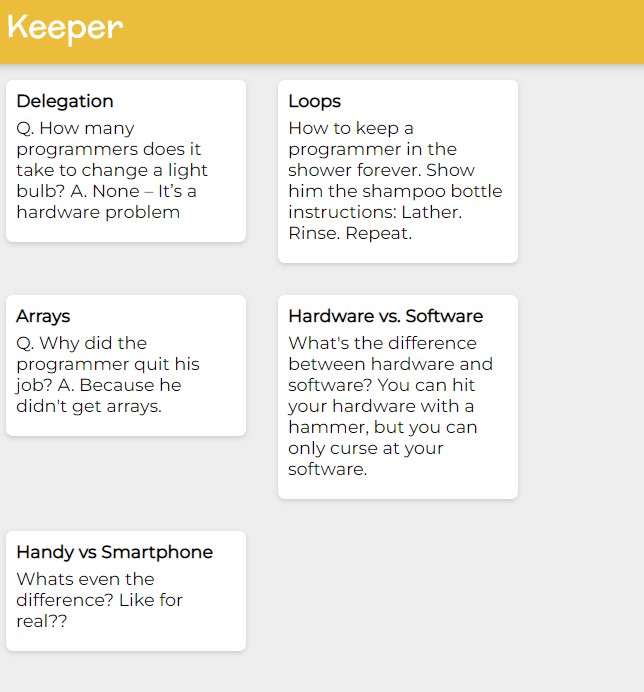 Keeper
Delegation
Q. How many
programmers does it
take to change a light
bulb? A. None – It’s a
hardware problem
Loops
How to keep a
programmer in the
shower forever. Show
him the shampoo bottle
instructions: Lather.
Rinse. Repeat.
Arrays
Q. Why did the
programmer quit his
job? A. Because he
didn't get arrays.
Hardware vs. Software
What's the difference
between hardware and
software? You can hit
your hardware with a
hammer, but you can
only curse at your
software.
Handy vs Smartphone
Whats even the
difference? Like for
real??